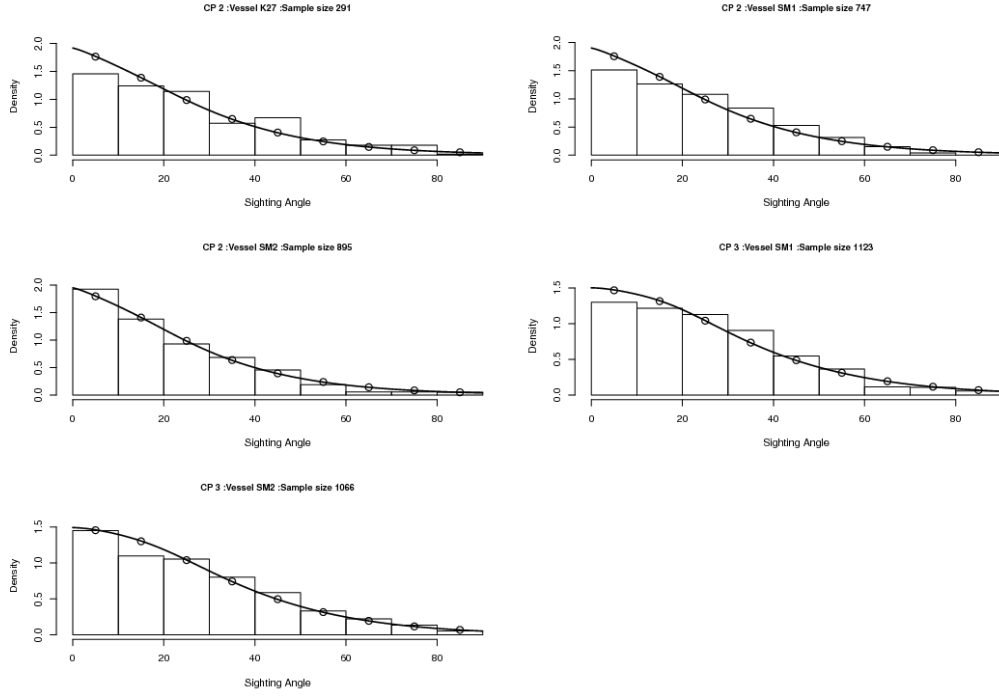 CP 2 :Vessel K27 :Sample size 291
Density
0.0 0.5 1.0 1.5 2.0
0 20 40 60 80
Sighting Angle
CP 2 :Vessel SM1 :Sample size 747
Density
0.0 0.5 1.0 1.5 2.0
0 20 40 60 80
Sighting Angle
CP 2 :Vessel SM2 :Sample size 895
Density
0.0 0.5 1.0 1.5 2.0
0 20 40 60 80
Sighting Angle
CP 3 :Vessel SM1 :Sample size 1123
Density
0.0 0.5 1.0 1.5
0 20 40 60 80
Sighting Angle
CP 3 :Vessel SM2 :Sample size 1066
Density
0.0 0.5 1.0 1.5
0 20 40 60 80
Sighting Angle